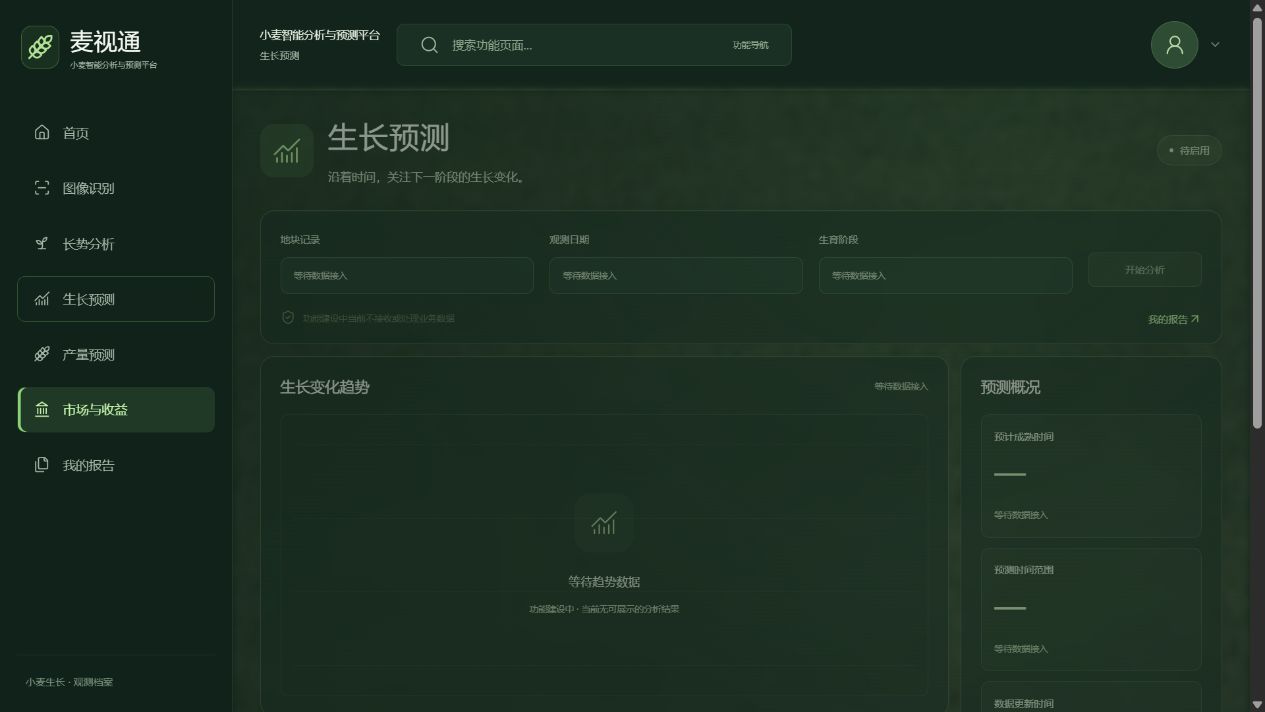 麦视通
小麦智能分析与预测平台
首页
图像识别
长势分析
生长预测
产量预测
市场与收益
我的报告
小麦生长 · 观测档案
小麦智能分析与预测平台
生长预测
搜索功能页面...
功能导航
生长预测
沿着时间，关注下一阶段的生长变化。
待启用
地块记录
观测日期
生育阶段
等待数据接入
等待数据接入
等待数据接入
开始分析
功能建设中当前不接收或处理业务数据
我的报告
生长变化趋势
等待数据接入
等待趋势数据
功能建设中 · 当前无可展示的分析结果
预测概况
预计成熟时间
等待数据接入
预测时间范围
等待数据接入
数据更新时间